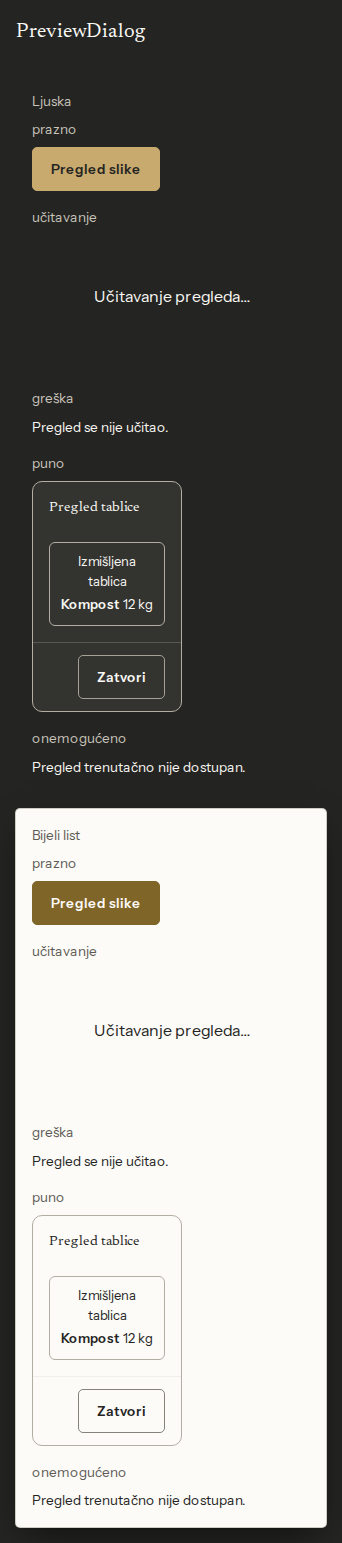 PreviewDialog
Ljuska
prazno
Pregled slike
učitavanje
Učitavanje pregleda...
greška
Pregled se nije učitao.
puno
Pregled tablice
Izmišljena
tablica
Kompost 12 kg
Zatvori
onemogućeno
Pregled trenutačno nije dostupan.
Bijeli list
prazno
Pregled slike
učitavanje
Učitavanje pregleda...
greška
Pregled se nije učitao.
puno
Pregled tablice
Izmišljena
tablica
Kompost 12 kg
Zatvori
onemogućeno
Pregled trenutačno nije dostupan.